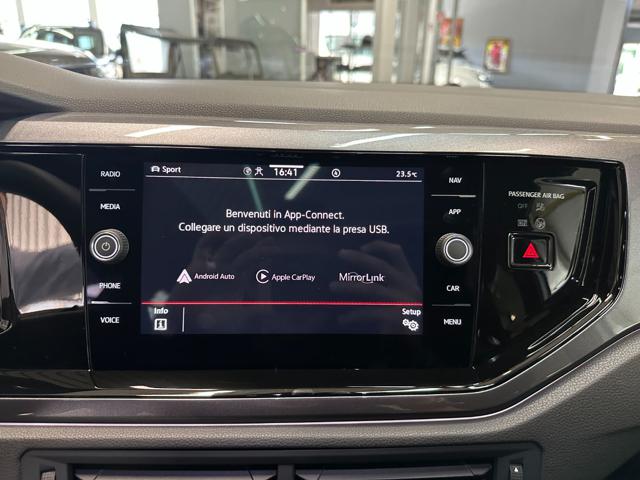 RADIO
MEDIA
PHONE
VOICE
Sport
16:41
23.5°C
Benvenuti in App-Connect.
Collegare un dispositivo mediante la presa USB.
Android Auto
Apple CarPlay
MirrorLink
Info
Setup
NAV
APP
CAR
MENU
PASSENGER AIR BAG
OFF